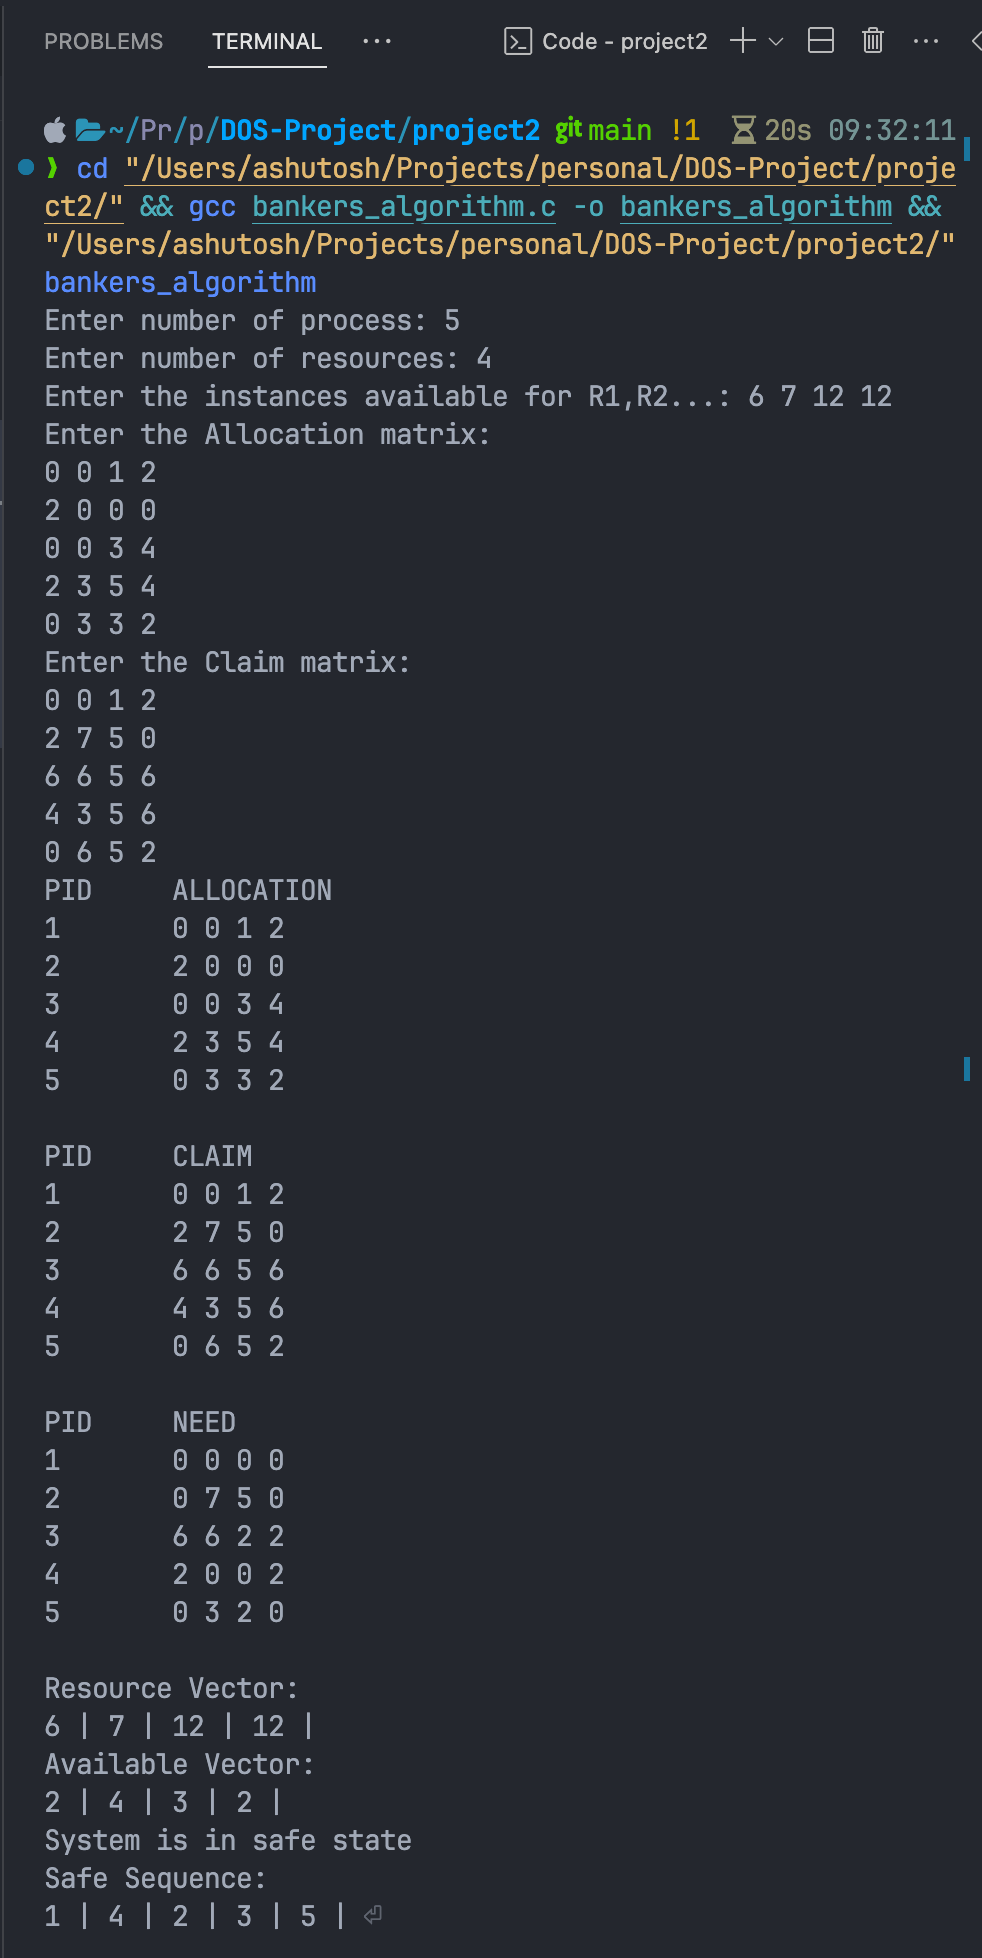 PROBLEMS TERMINAL ... Code - project2 ...
~/Pr/p/DOS-Project/project2 git main !1 20s 09:32:11
❯ cd "/Users/ashutosh/Projects/personal/DOS-Project/proje
ct2/" && gcc bankers_algorithm.c -o bankers_algorithm &&
"/Users/ashutosh/Projects/personal/DOS-Project/project2/"
bankers_algorithm
Enter number of process: 5
Enter number of resources: 4
Enter the instances available for R1,R2...: 6 7 12 12
Enter the Allocation matrix:
0 0 1 2
2 0 0 0
0 0 3 4
2 3 5 4
0 3 3 2
Enter the Claim matrix:
0 0 1 2
2 7 5 0
6 6 5 6
4 3 5 6
0 6 5 2
PID ALLOCATION
1 0 0 1 2
2 2 0 0 0
3 0 0 3 4
4 2 3 5 4
5 0 3 3 2
PID CLAIM
1 0 0 1 2
2 2 7 5 0
3 6 6 5 6
4 4 3 5 6
5 0 6 5 2
PID NEED
1 0 0 0 0
2 0 7 5 0
3 6 6 2 2
4 2 0 0 2
5 0 3 2 0
Resource Vector:
6 | 7 | 12 | 12 |
Available Vector:
2 | 4 | 3 | 2 |
System is in safe state
Safe Sequence:
1 | 4 | 2 | 3 | 5 | ⏎